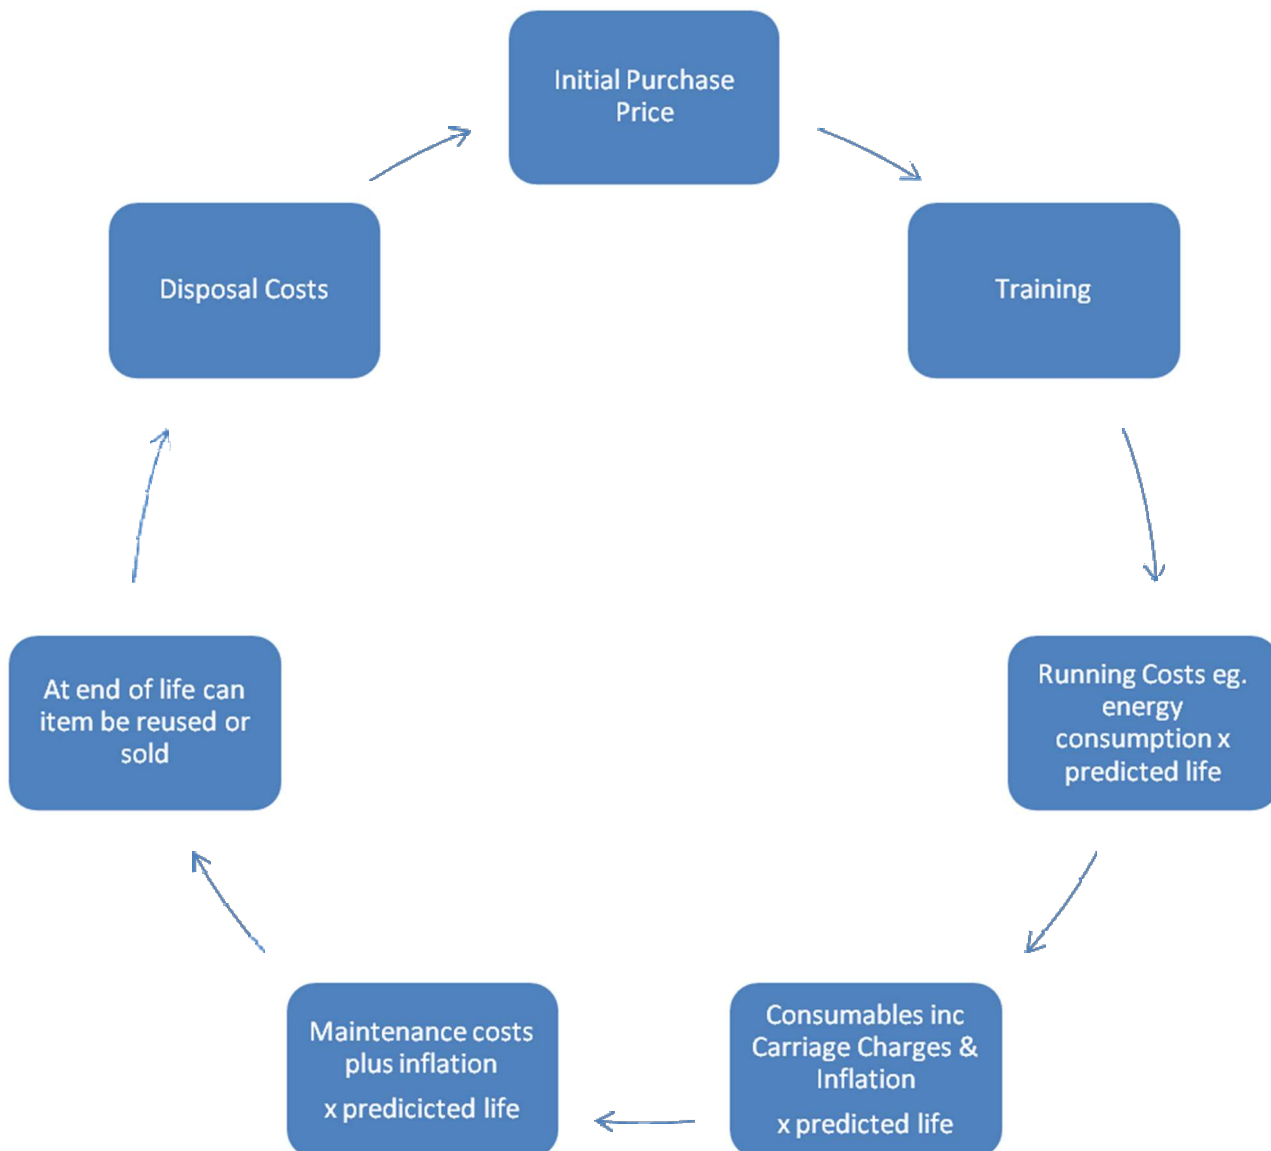 Initial Purchase
Price
Training
Running Costs eg.
energy
consumption x
predicted life
Consumables inc
Carriage Charges &
Inflation
x predicted life
Maintenance costs
plus inflation
x predicicted life
At end of life can
item be reused or
sold
Disposal Costs